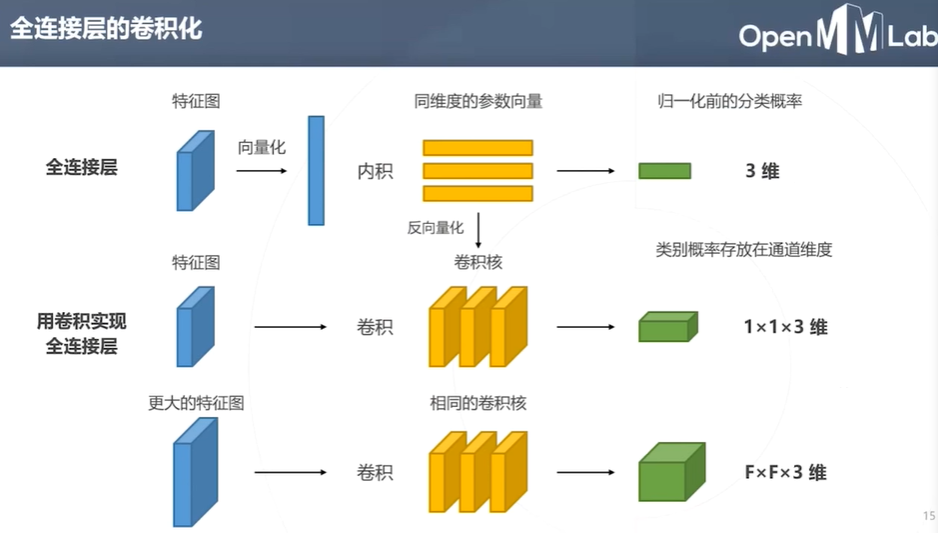 全连接层的卷积化
OpenMMLab
特征图
同维度的参数向量
归一化前的分类概率
全连接层
向量化
内积
3 维
反向量化
特征图
卷积核
类别概率存放在通道维度
用卷积实现
全连接层
卷积
1×1×3 维
更大的特征图
相同的卷积核
卷积
F×F×3 维
15